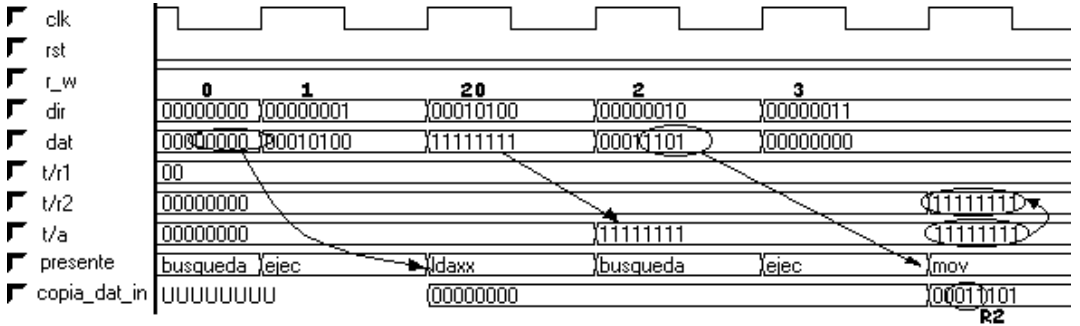 clk
rst
r_w
0 1 20 2 3
dir 00000000 00000001 00010100 00000010 00000011
dat 00000000 00010100 11111111 00011101 00000000
t/r1 00
t/r2 00000000 11111111
t/a 00000000 11111111 11111111
presente busqueda ejec ldaxx busqueda ejec mov
copia_dat_in UUUUUUUU 00000000 00011101
R2